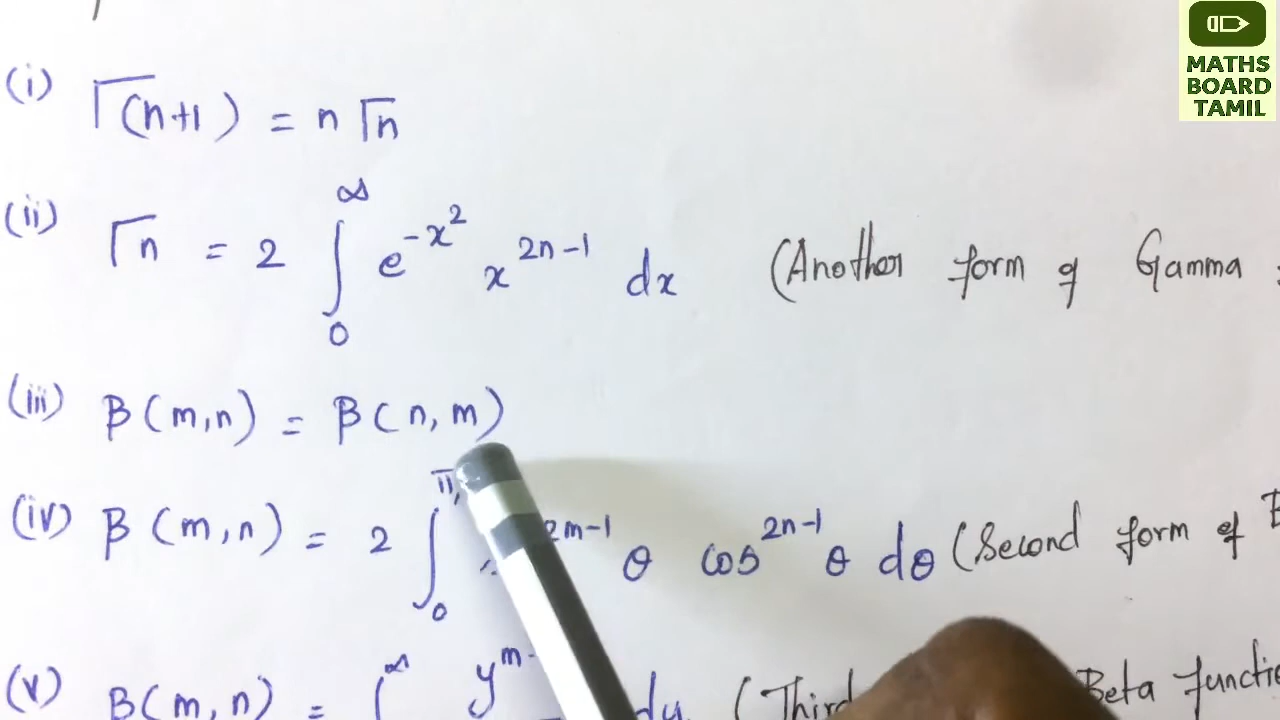 MATHS
BOARD
TAMIL
(i) Γ(n+1) = n Γn
(ii) Γn = 2 ∫₀^∞ e^{-x²} x^{2n-1} dx (Another form of Gamma
(iii) β(m,n) = β(n,m)
(iv) β(m,n) = 2 ∫₀^π 2m-1 θ cos^{2n-1} θ dθ (Second form of
(v) β(m,n) = ∫^∞ y^m- dy (Third Beta functi